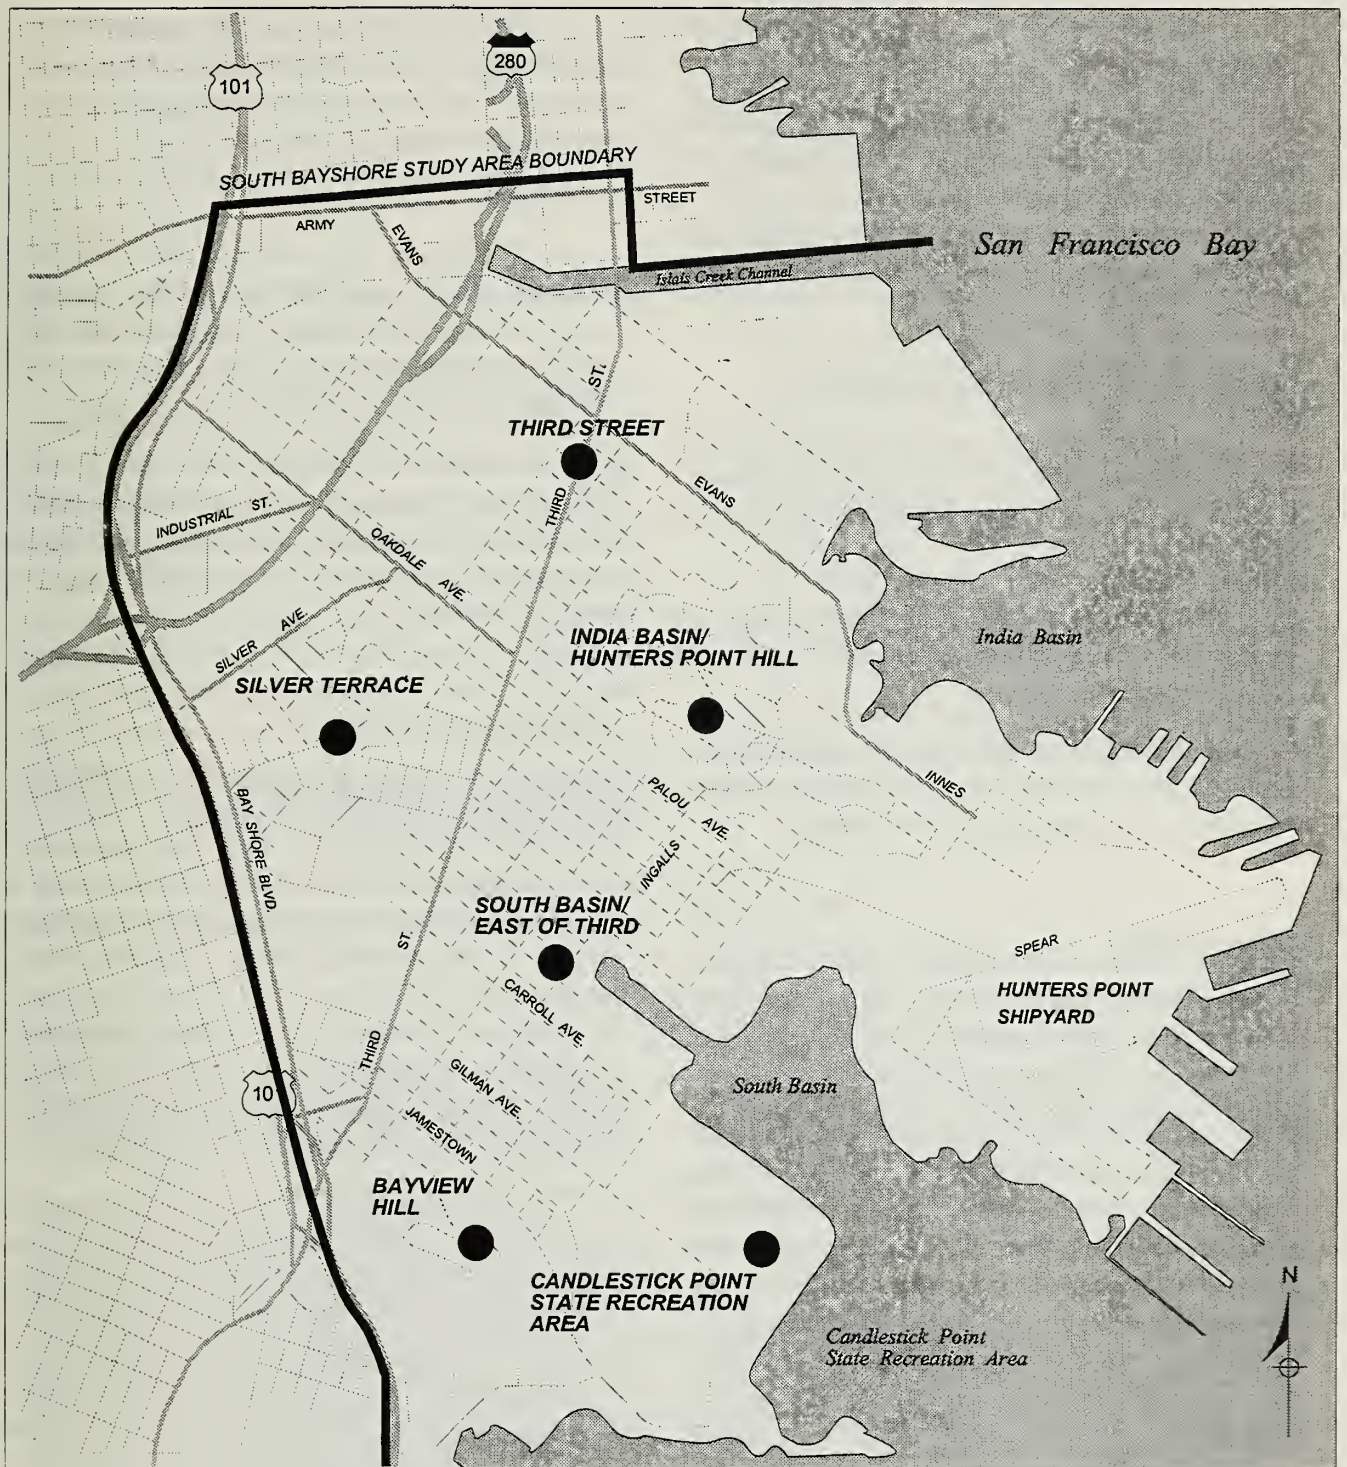 280
101
SOUTH BAYSHORE STUDY AREA BOUNDARY
STREET
ARMY
EVANS
San Francisco Bay
Islais Creek Channel
ST.
THIRD STREET
EVANS
THIRD
INDUSTRIAL ST.
OAKDALE AVE.
SILVER AVE.
INDIA BASIN/
HUNTERS POINT HILL
India Basin
SILVER TERRACE
INNES
PALOU AVE.
BAY SHORE BLVD.
INGALLS
SOUTH BASIN/
EAST OF THIRD
ST.
SPEAR
HUNTERS POINT
SHIPYARD
CARROLL AVE.
THIRD
GILMAN AVE.
South Basin
10
JAMESTOWN
BAYVIEW
HILL
CANDLESTICK POINT
STATE RECREATION
AREA
N
Candlestick Point
State Recreation Area